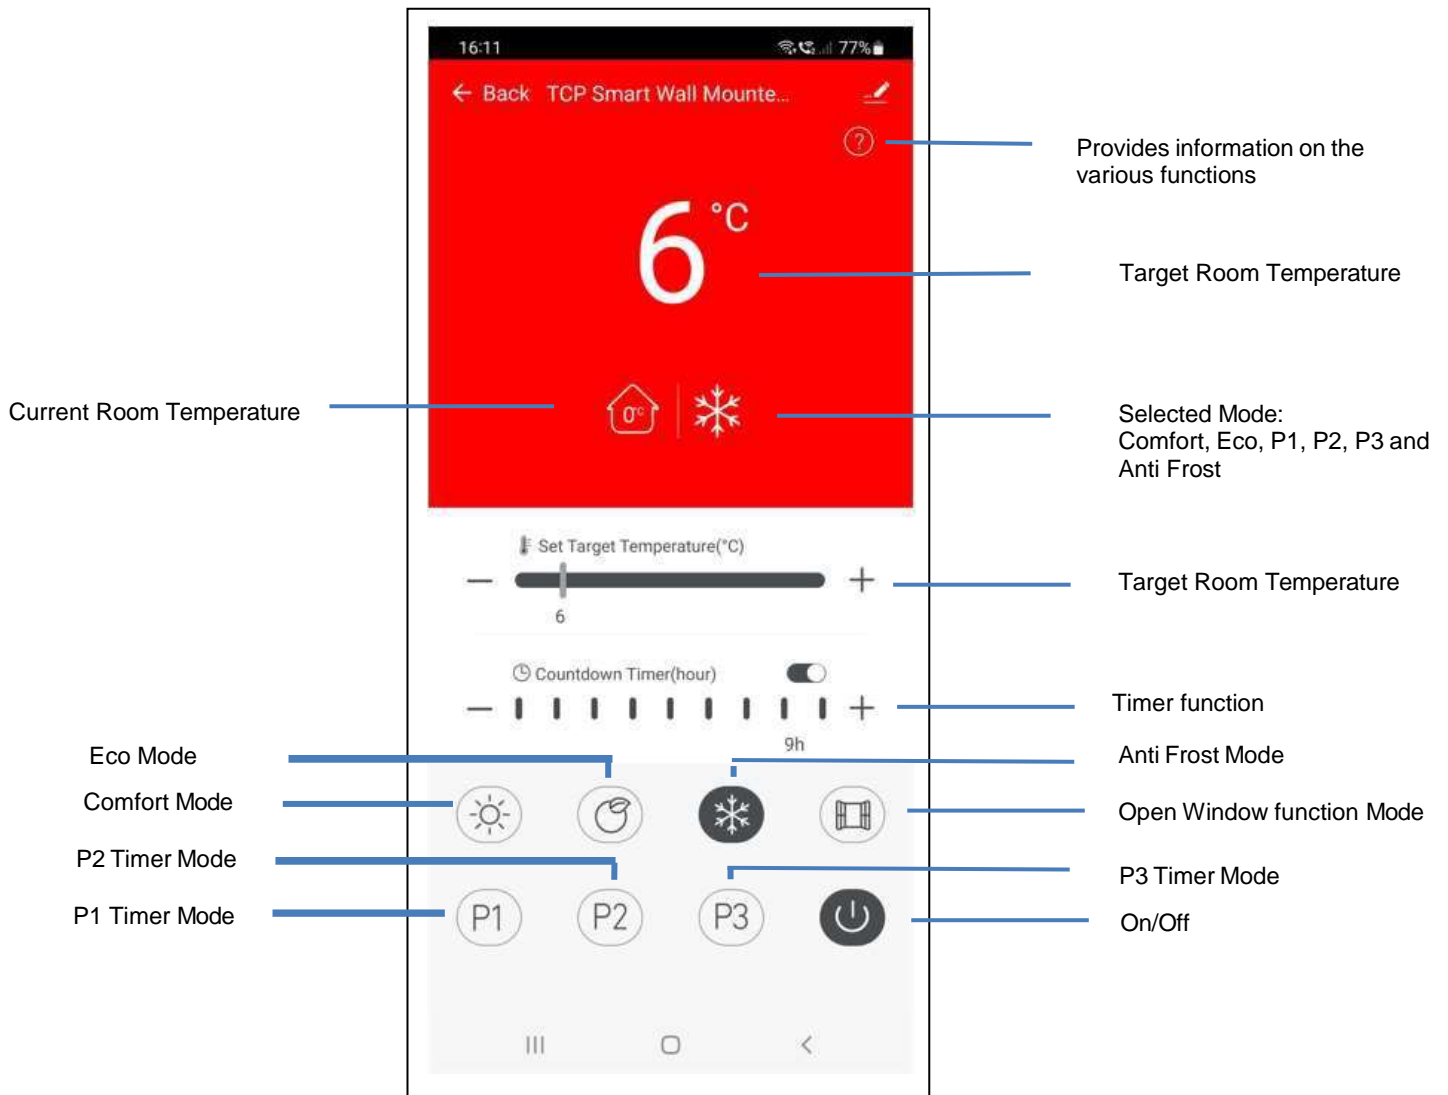 16:11 77%
← Back TCP Smart Wall Mounte...
?
Provides information on the
various functions
6 °C
Target Room Temperature
Current Room Temperature
0°C
Selected Mode:
Comfort, Eco, P1, P2, P3 and
Anti Frost
Set Target Temperature(°C)
Target Room Temperature
6
Countdown Timer(hour)
Timer function
9h
Eco Mode
Anti Frost Mode
Comfort Mode
Open Window function Mode
P2 Timer Mode
P3 Timer Mode
P1 Timer Mode
P1 P2 P3
On/Off